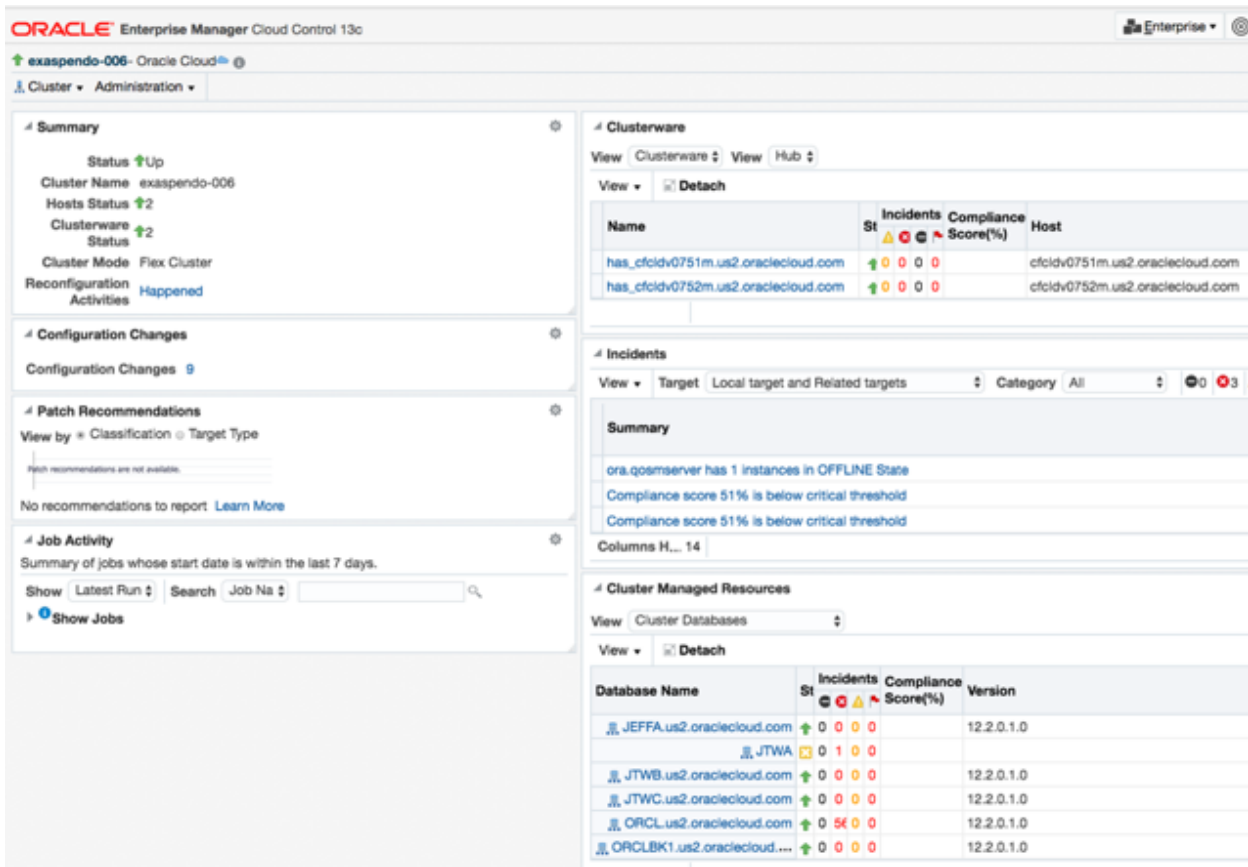 ORACLE Enterprise Manager Cloud Control 13c
Enterprise
exaspendo-006- Oracle Cloud
Cluster Administration
Summary
Status Up
Cluster Name exaspendo-006
Hosts Status 2
Clusterware Status 2
Cluster Mode Flex Cluster
Reconfiguration Activities Happened
Configuration Changes
Configuration Changes 9
Patch Recommendations
View by Classification Target Type
Patch recommendations are not available.
No recommendations to report Learn More
Job Activity
Summary of jobs whose start date is within the last 7 days.
Show Latest Run Search Job Na
Show Jobs
Clusterware
View Clusterware View Hub
View Detach
Name St Incidents Compliance Score(%) Host
has_cfcldv0751m.us2.oraclecloud.com 0 0 0 0 cfcldv0751m.us2.oraclecloud.com
has_cfcldv0752m.us2.oraclecloud.com 0 0 0 0 cfcldv0752m.us2.oraclecloud.com
Incidents
View Target Local target and Related targets Category All 0 3
Summary
ora.qosmserver has 1 instances in OFFLINE State
Compliance score 51% is below critical threshold
Compliance score 51% is below critical threshold
Columns H... 14
Cluster Managed Resources
View Cluster Databases
View Detach
Database Name St Incidents Compliance Score(%) Version
JEFFA.us2.oraclecloud.com 0 0 0 0 12.2.0.1.0
JTWA 0 1 0 0
JTWB.us2.oraclecloud.com 0 0 0 0 12.2.0.1.0
JTWC.us2.oraclecloud.com 0 0 0 0 12.2.0.1.0
ORCL.us2.oraclecloud.com 0 56 0 0 12.2.0.1.0
ORCLBK1.us2.oraclecloud.... 0 0 0 0 12.2.0.1.0